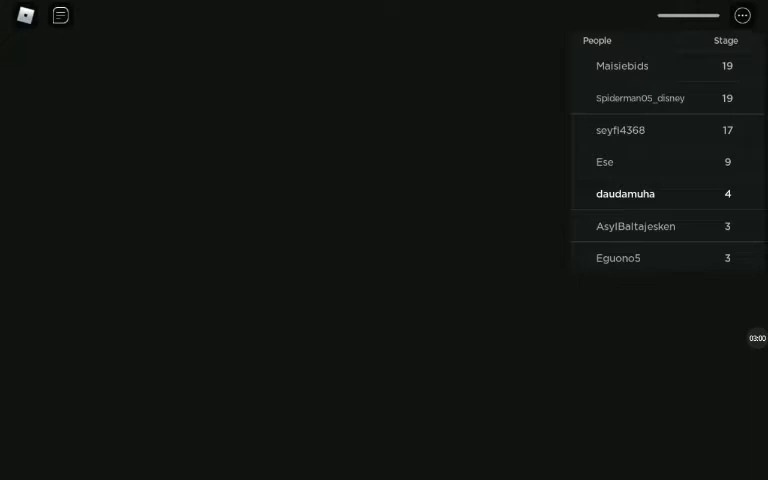 People Stage
Maisiebids 19
Spiderman05_disney 19
seyfi4368 17
Ese 9
daudamuha 4
AsylBaltajesken 3
Eguono5 3
03:00